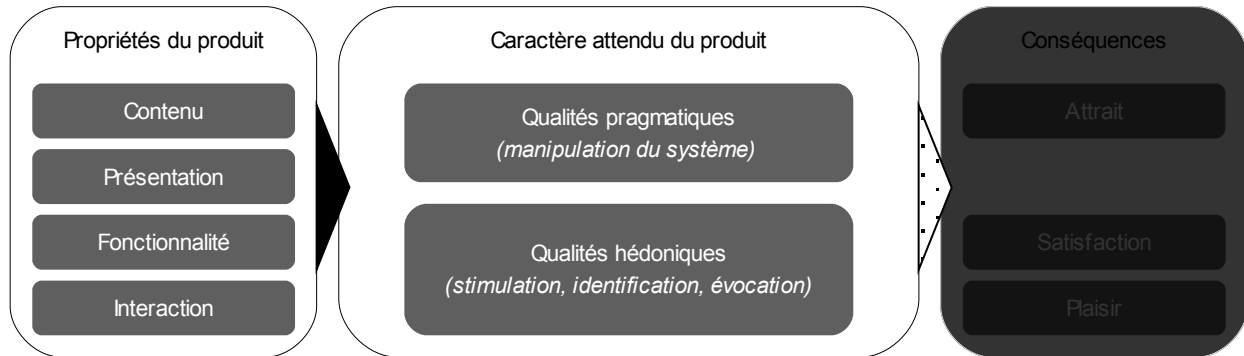 Propriétés du produit
Contenu
Présentation
Fonctionnalité
Interaction
Caractère attendu du produit
Qualités pragmatiques
(manipulation du système)
Qualités hédoniques
(stimulation, identification, évocation)
Conséquences
Attrait
Satisfaction
Plaisir